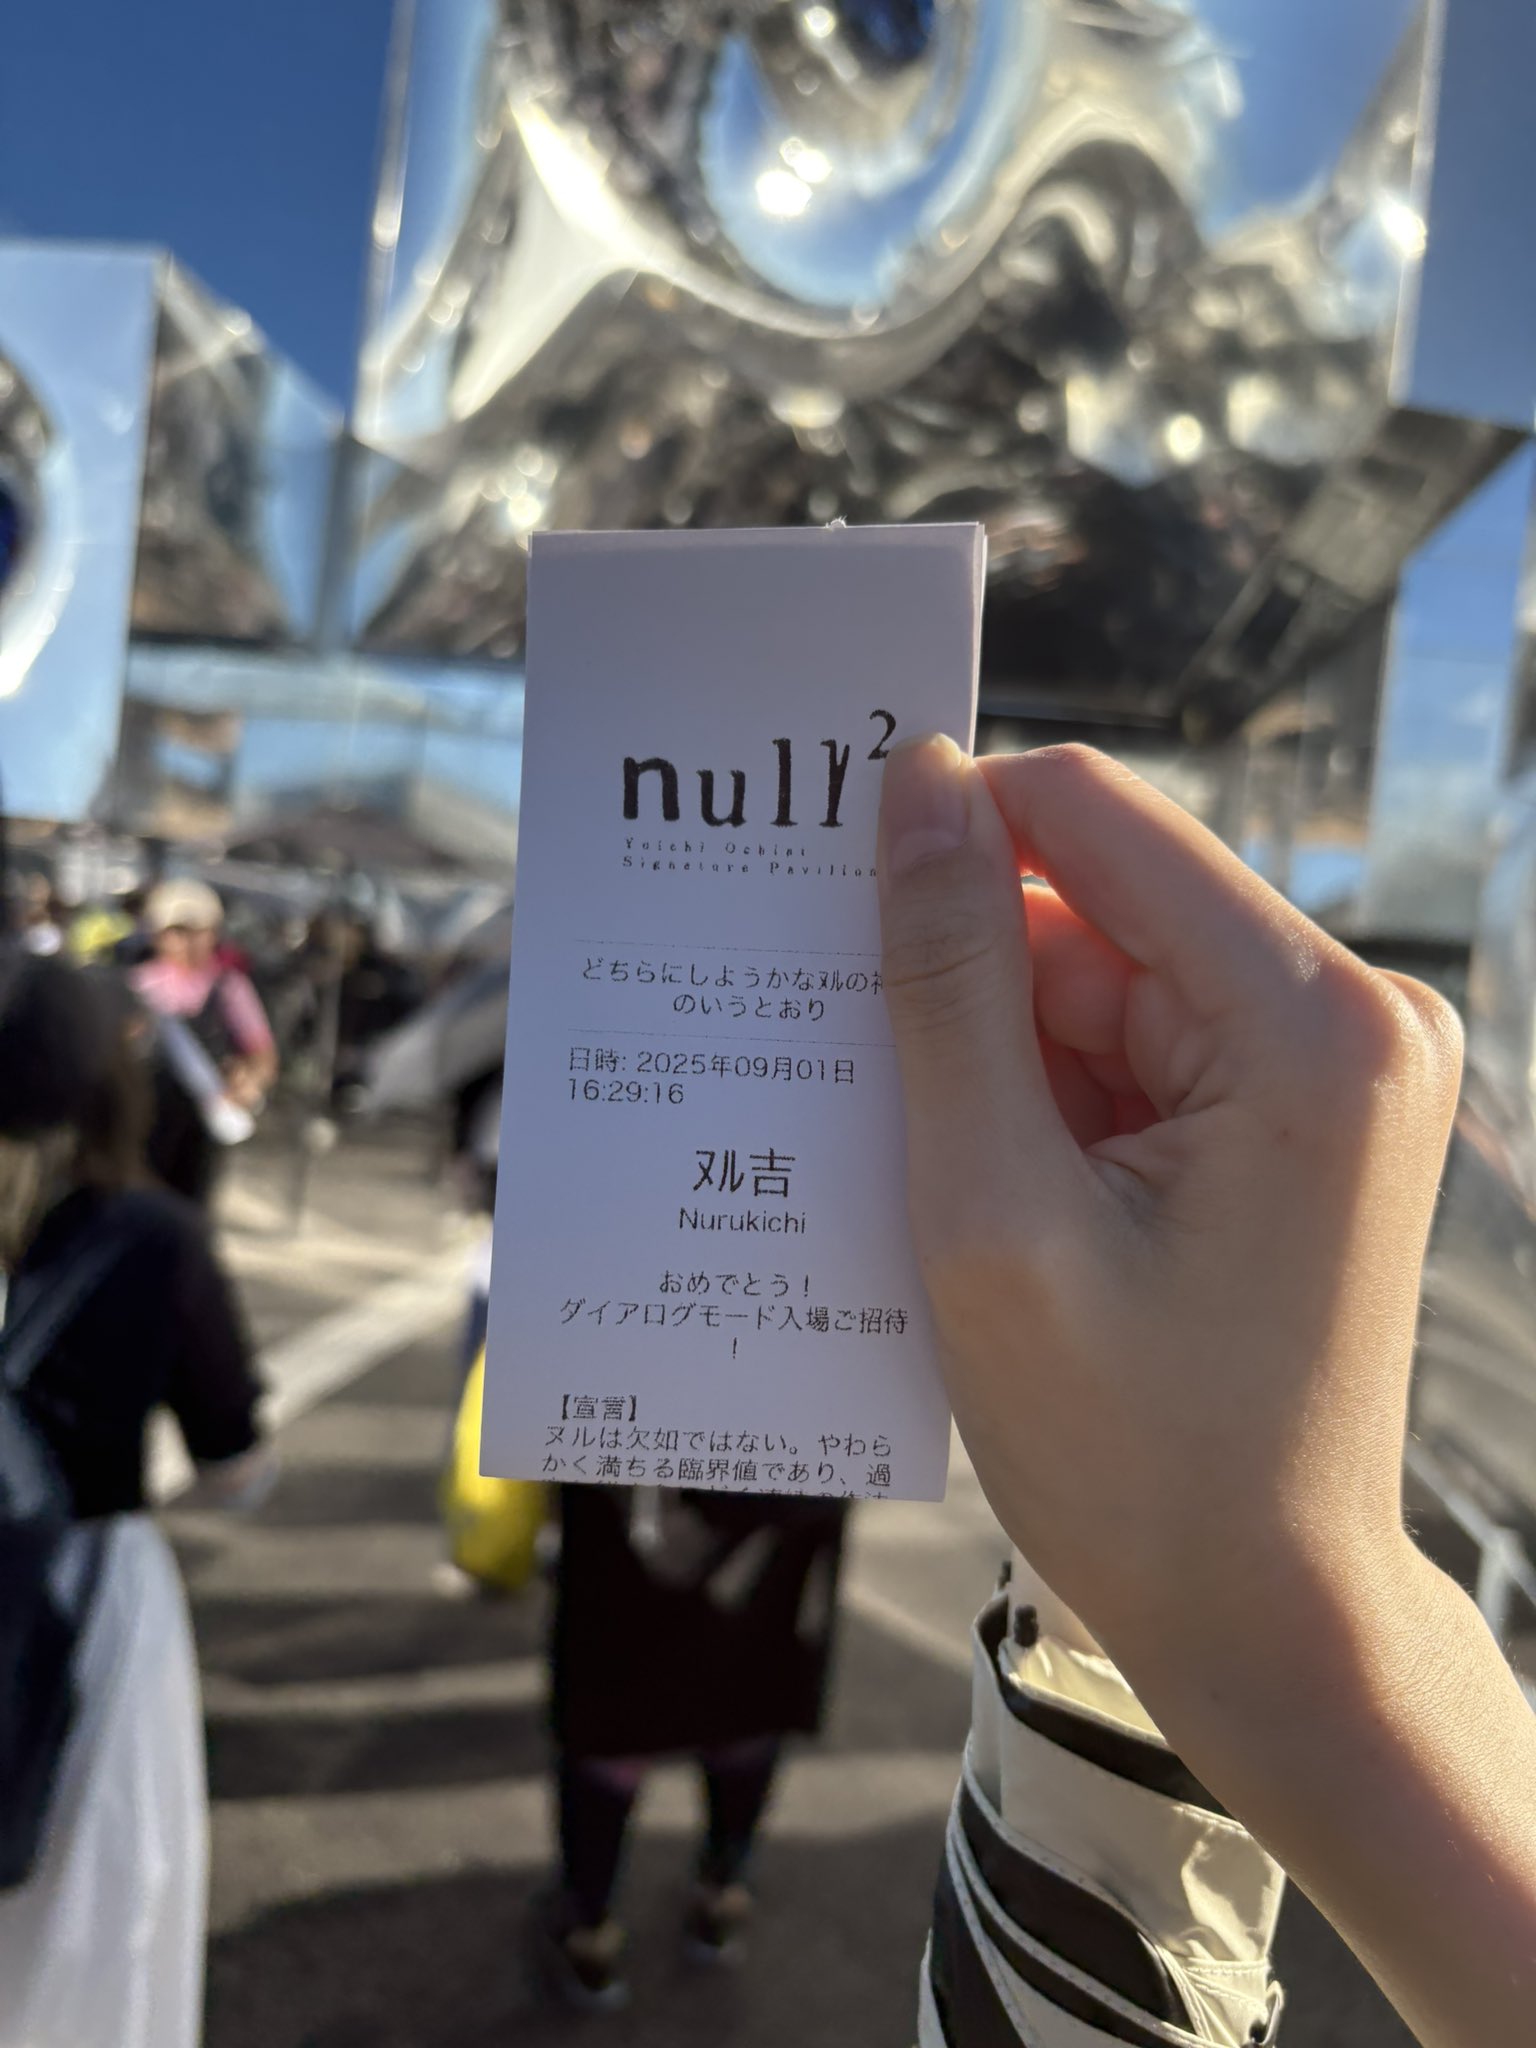 null²
Yoichi Ochiai
Signature Pavilion
どちらにしようかなヌルの神
のいうとおり
日時: 2025年09月01日
16:29:16
ヌル吉
Nurukichi
おめでとう！
ダイアログモード入場ご招待
！
【宣言】
ヌルは欠如ではない。やわら
かく満ちる臨界値であり、過